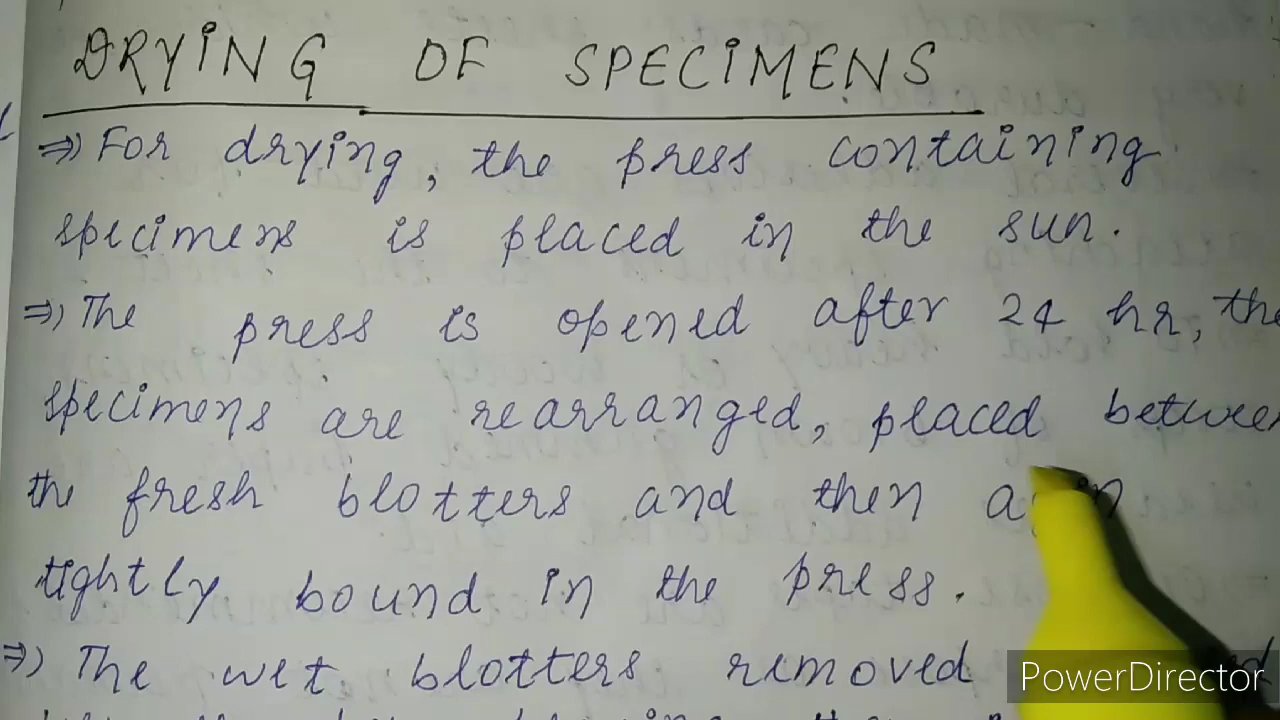 DRYING OF SPECIMENS
⇒) For drying, the press containing
specimens is placed in the sun.
⇒) The press is opened after 24 hr, the
specimens are rearranged, placed between
the fresh blotters and then
tightly bound in the press.
⇒) The wet blotters removed
PowerDirector